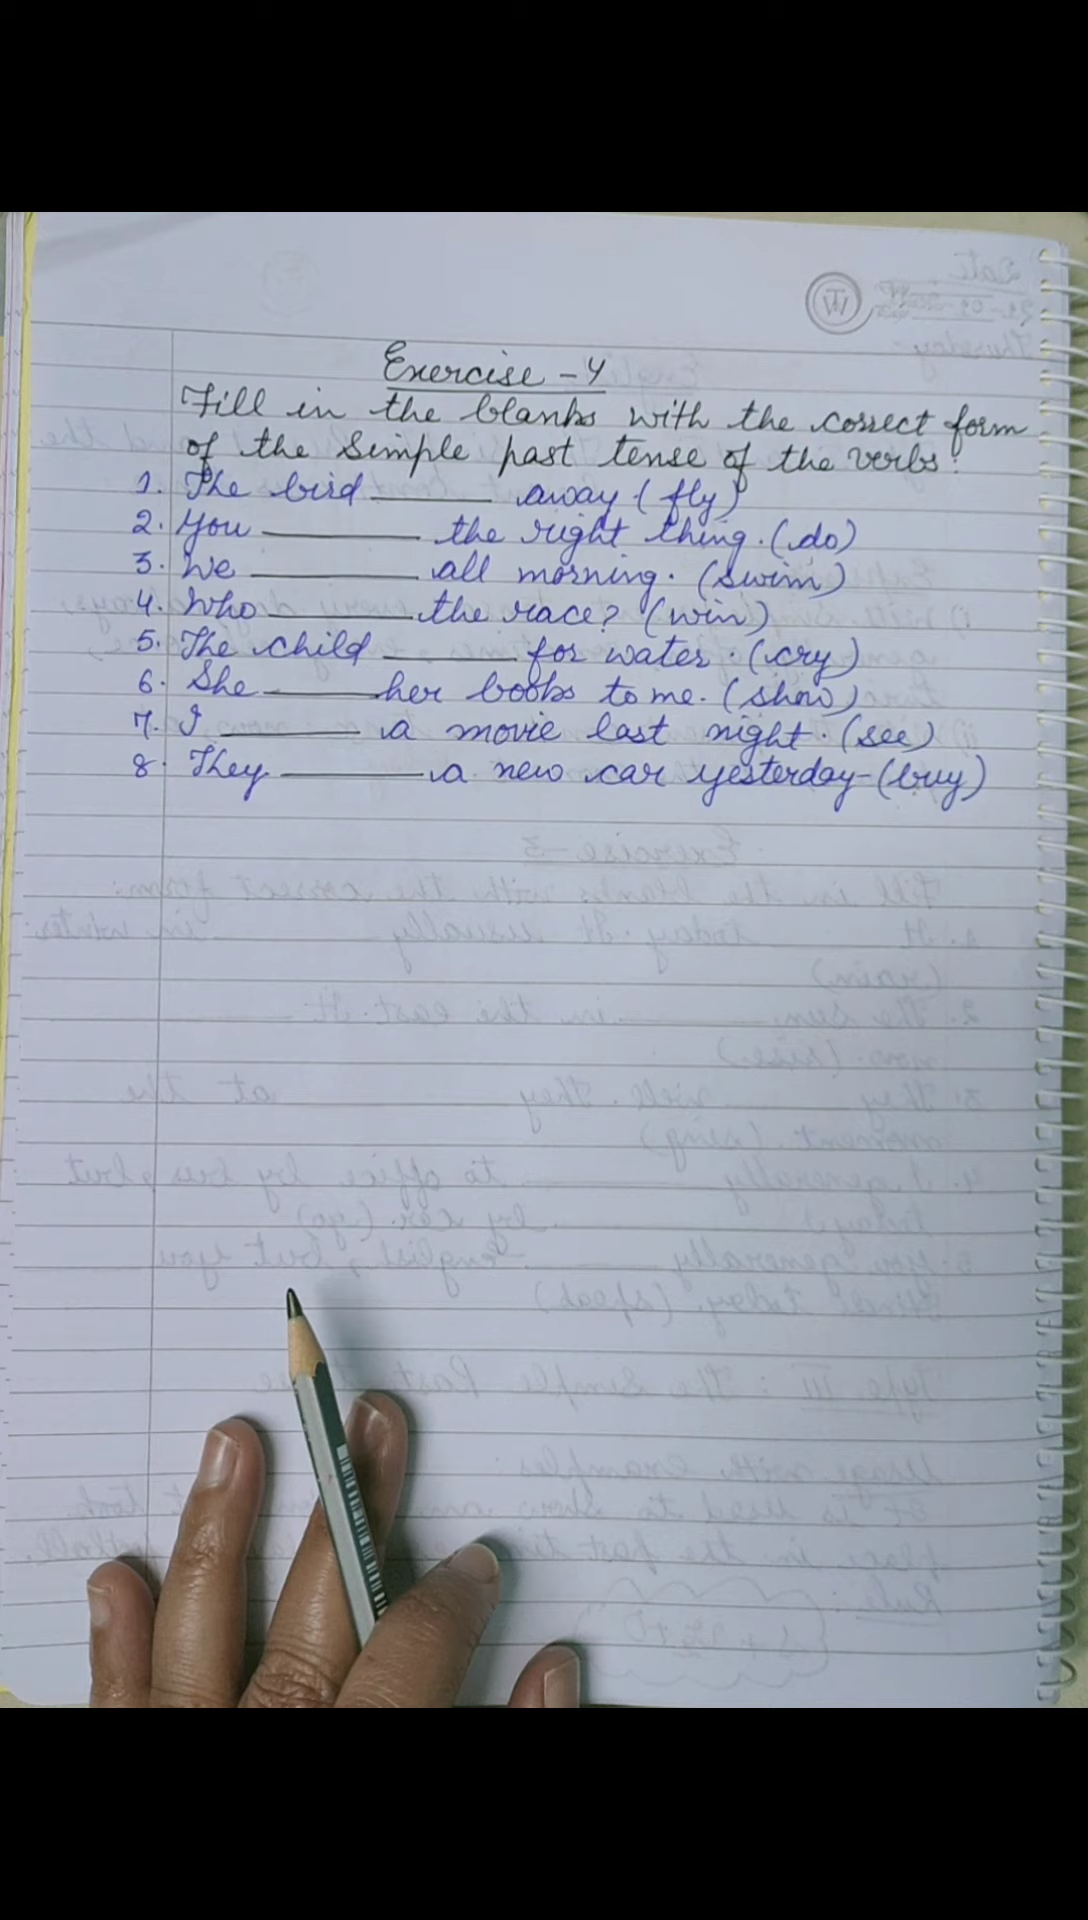 Exercise - 4
Fill in the blanks with the correct form
of the Simple past tense of the verbs:
1. The bird ______ away (fly)
2. You ______ the right thing. (do)
3. We ______ all morning. (swim)
4. Who ______ the race? (win)
5. The child ______ for water. (cry)
6. She ______ her books to me. (show)
7. I ______ a movie last night. (see)
8. They ______ a new car yesterday - (buy)